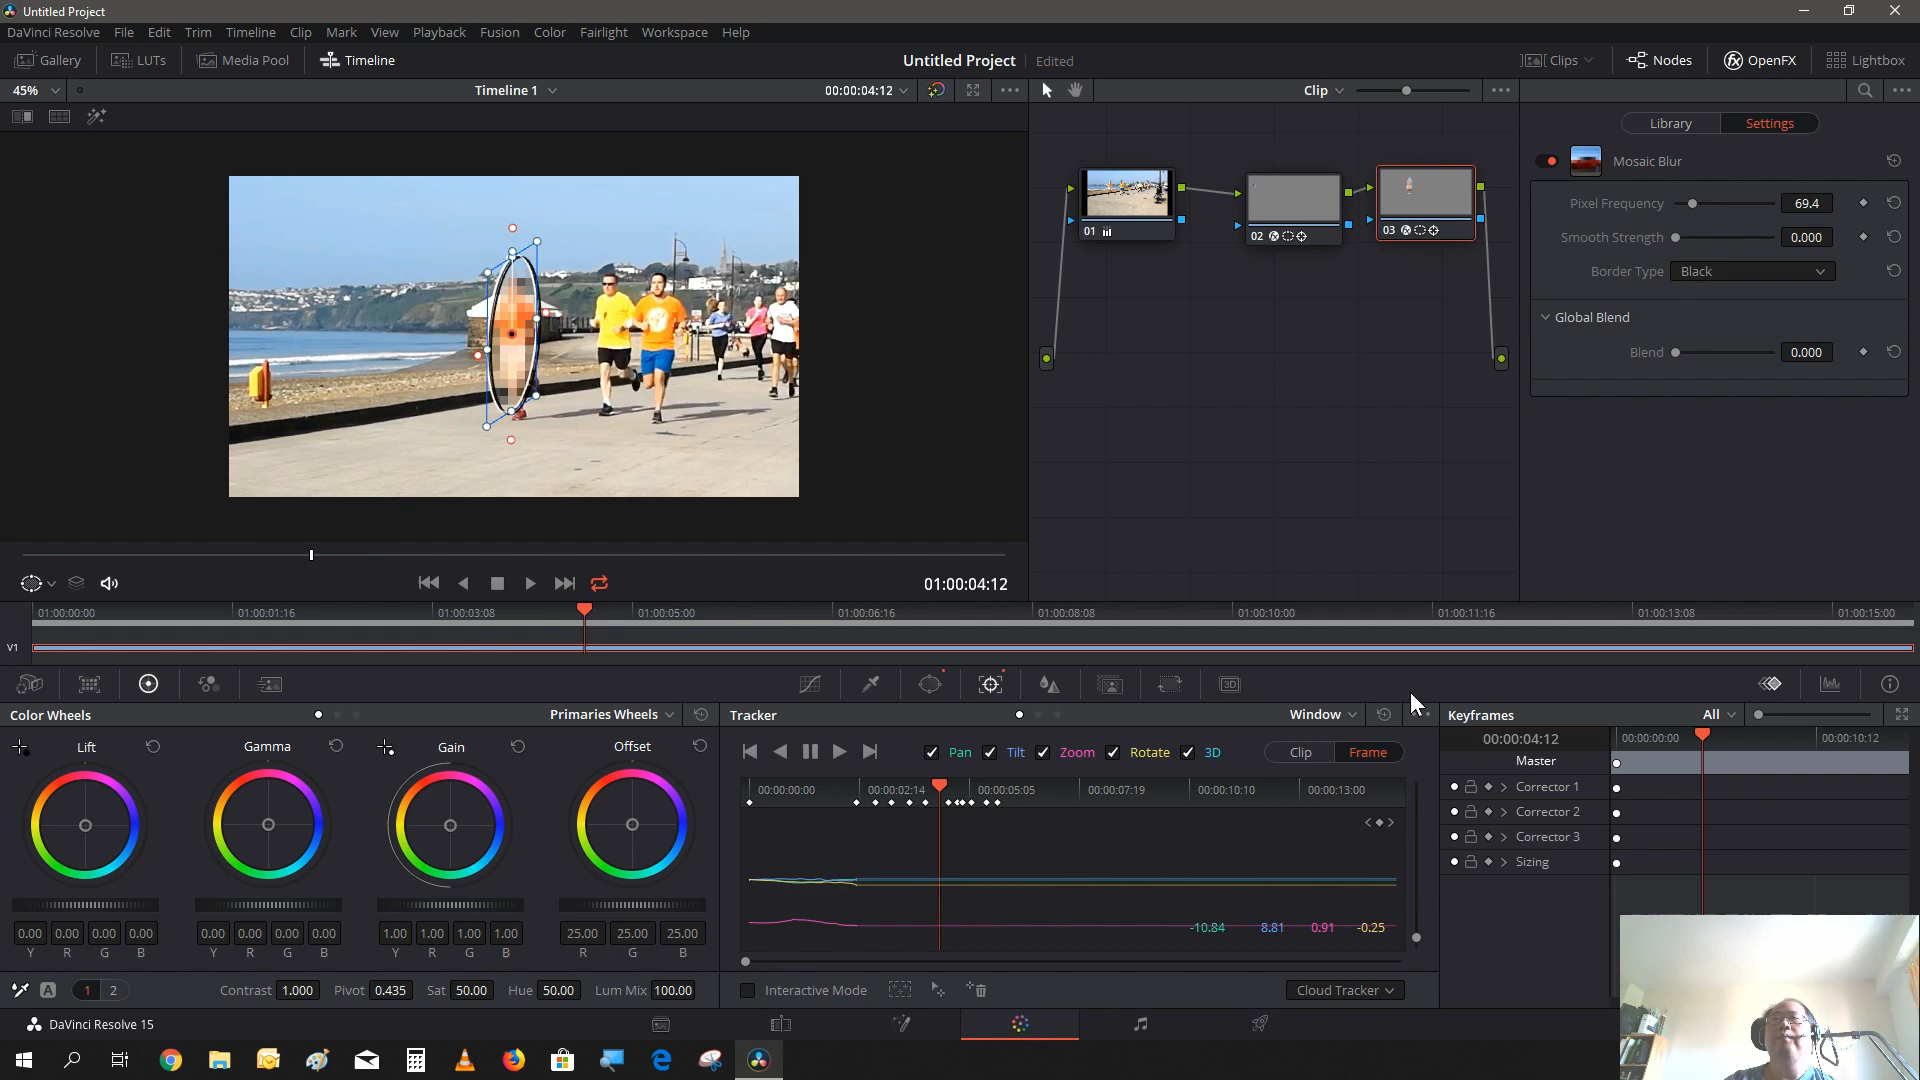 Untitled Project
DaVinci Resolve File Edit Trim Timeline Clip Mark View Playback Fusion Color Fairlight Workspace Help
Gallery LUTs Media Pool Timeline Untitled Project Edited Clips Nodes OpenFX Lightbox
45% Timeline 1 00:00:04:12 Clip
Library Settings
Mosaic Blur
Pixel Frequency 69.4
Smooth Strength 0.000
Border Type Black
Global Blend
Blend 0.000
01 02 03
01:00:04:12
01:00:00:00 01:00:01:16 01:00:03:08 01:00:05:00 01:00:06:16 01:00:08:08 01:00:10:00 01:00:11:16 01:00:13:08 01:00:15:00
V1
3D
Color Wheels Primaries Wheels Tracker Window Keyframes All
Lift Gamma Gain Offset
Pan Tilt Zoom Rotate 3D Clip Frame
00:00:04:12 00:00:00:00 00:00:10:12
Master
Corrector 1
Corrector 2
Corrector 3
Sizing
00:00:00:00 00:00:02:14 00:00:05:05 00:00:07:19 00:00:10:10 00:00:13:00
-10.84 8.81 0.91 -0.25
0.00 0.00 0.00 0.00 0.00 0.00 0.00 0.00 1.00 1.00 1.00 1.00 25.00 25.00 25.00
Y R G B Y R G B Y R G B R G B
A 1 2 Contrast 1.000 Pivot 0.435 Sat 50.00 Hue 50.00 Lum Mix 100.00
Interactive Mode Cloud Tracker
DaVinci Resolve 15